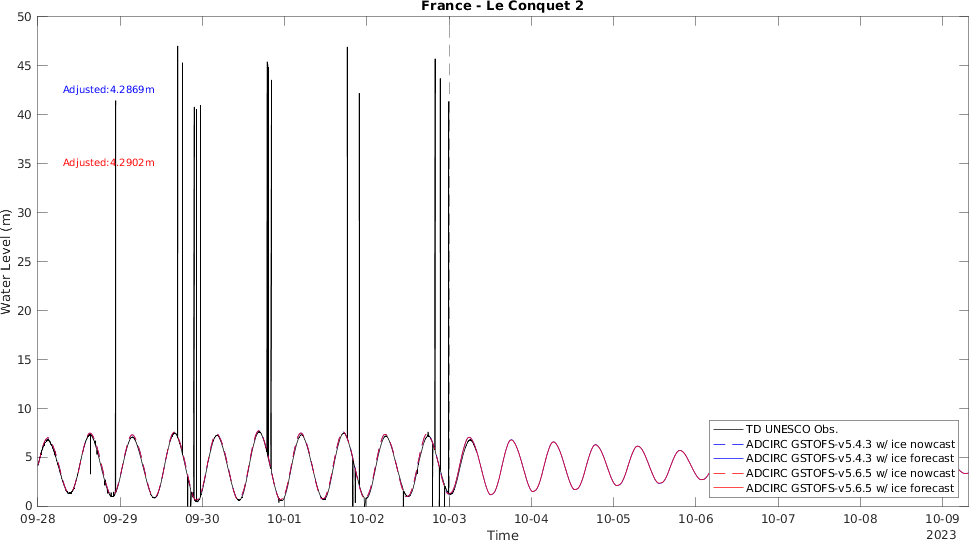 France - Le Conquet 2
50
45
40
35
30
25
20
15
10
5
0
Water Level (m)
Adjusted:4.2869m
Adjusted:4.2902m
TD UNESCO Obs.
ADCIRC GSTOFS-v5.4.3 w/ ice nowcast
ADCIRC GSTOFS-v5.4.3 w/ ice forecast
ADCIRC GSTOFS-v5.6.5 w/ ice nowcast
ADCIRC GSTOFS-v5.6.5 w/ ice forecast
09-28 09-29 09-30 10-01 10-02 10-03 10-04 10-05 10-06 10-07 10-08 10-09
Time
2023